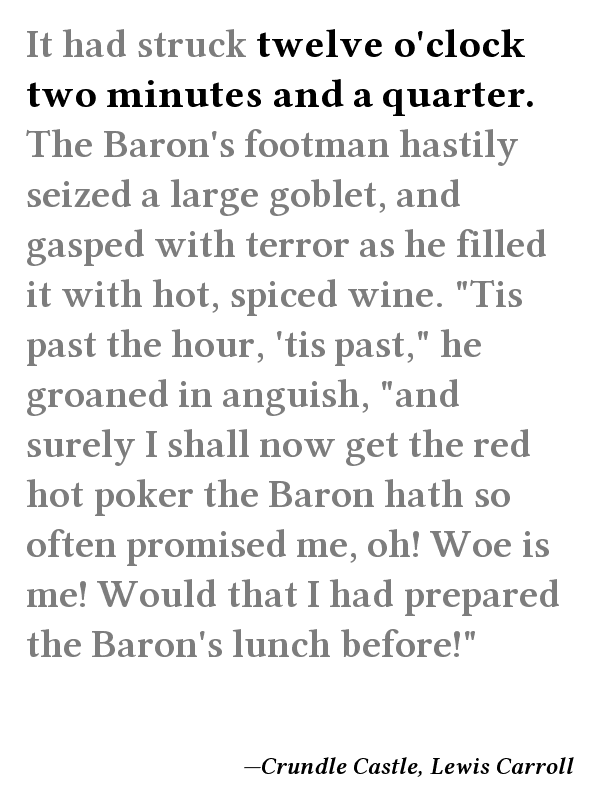 It had struck twelve o'clock
two minutes and a quarter.
The Baron's footman hastily
seized a large goblet, and
gasped with terror as he filled
it with hot, spiced wine. "Tis
past the hour, 'tis past," he
groaned in anguish, "and
surely I shall now get the red
hot poker the Baron hath so
often promised me, oh! Woe is
me! Would that I had prepared
the Baron's lunch before!"
—Crundle Castle, Lewis Carroll